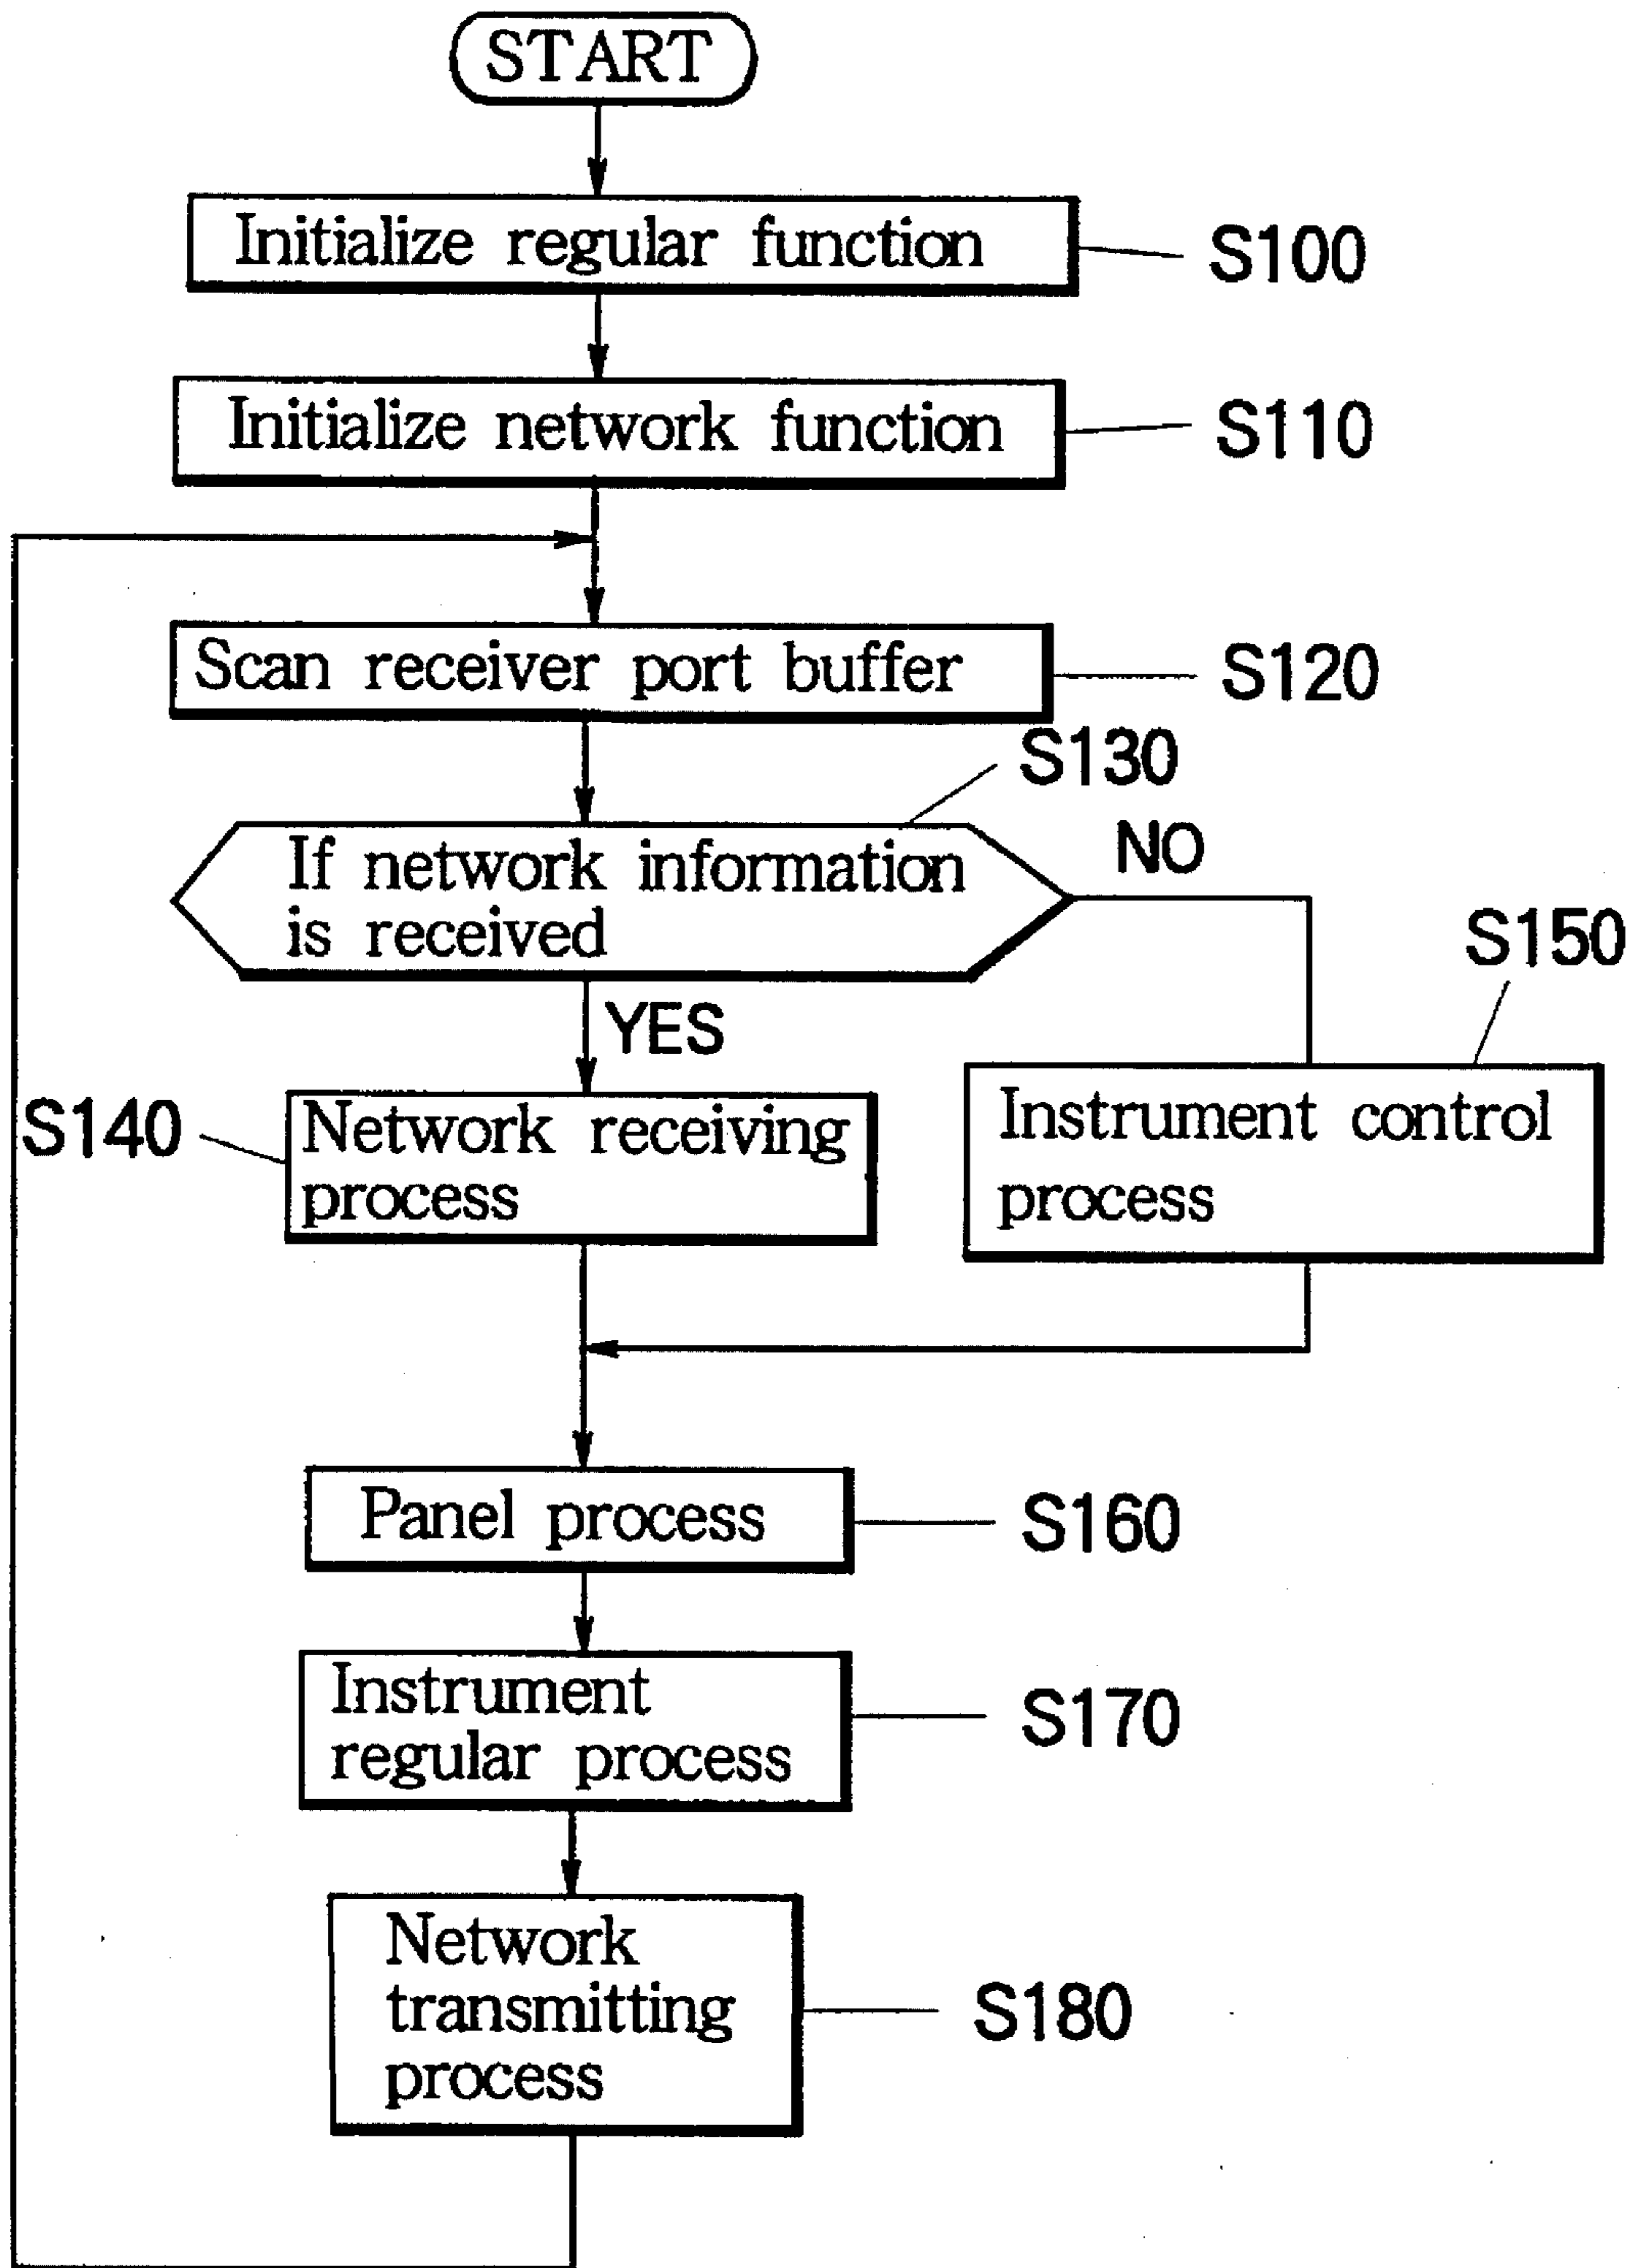 START
Initialize regular function
S100
Initialize network function
S110
Scan receiver port buffer
S120
S130
If network information
is received
NO
YES
S150
S140
Network receiving
process
Instrument control
process
Panel process
S160
Instrument
regular process
S170
Network
transmitting
process
S180